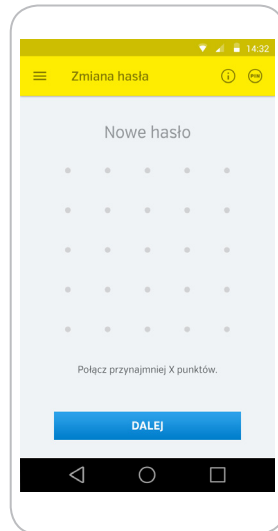 14:32
Zmiana hasła
Nowe hasło
Połącz przynajmniej X punktów.
DALEJ